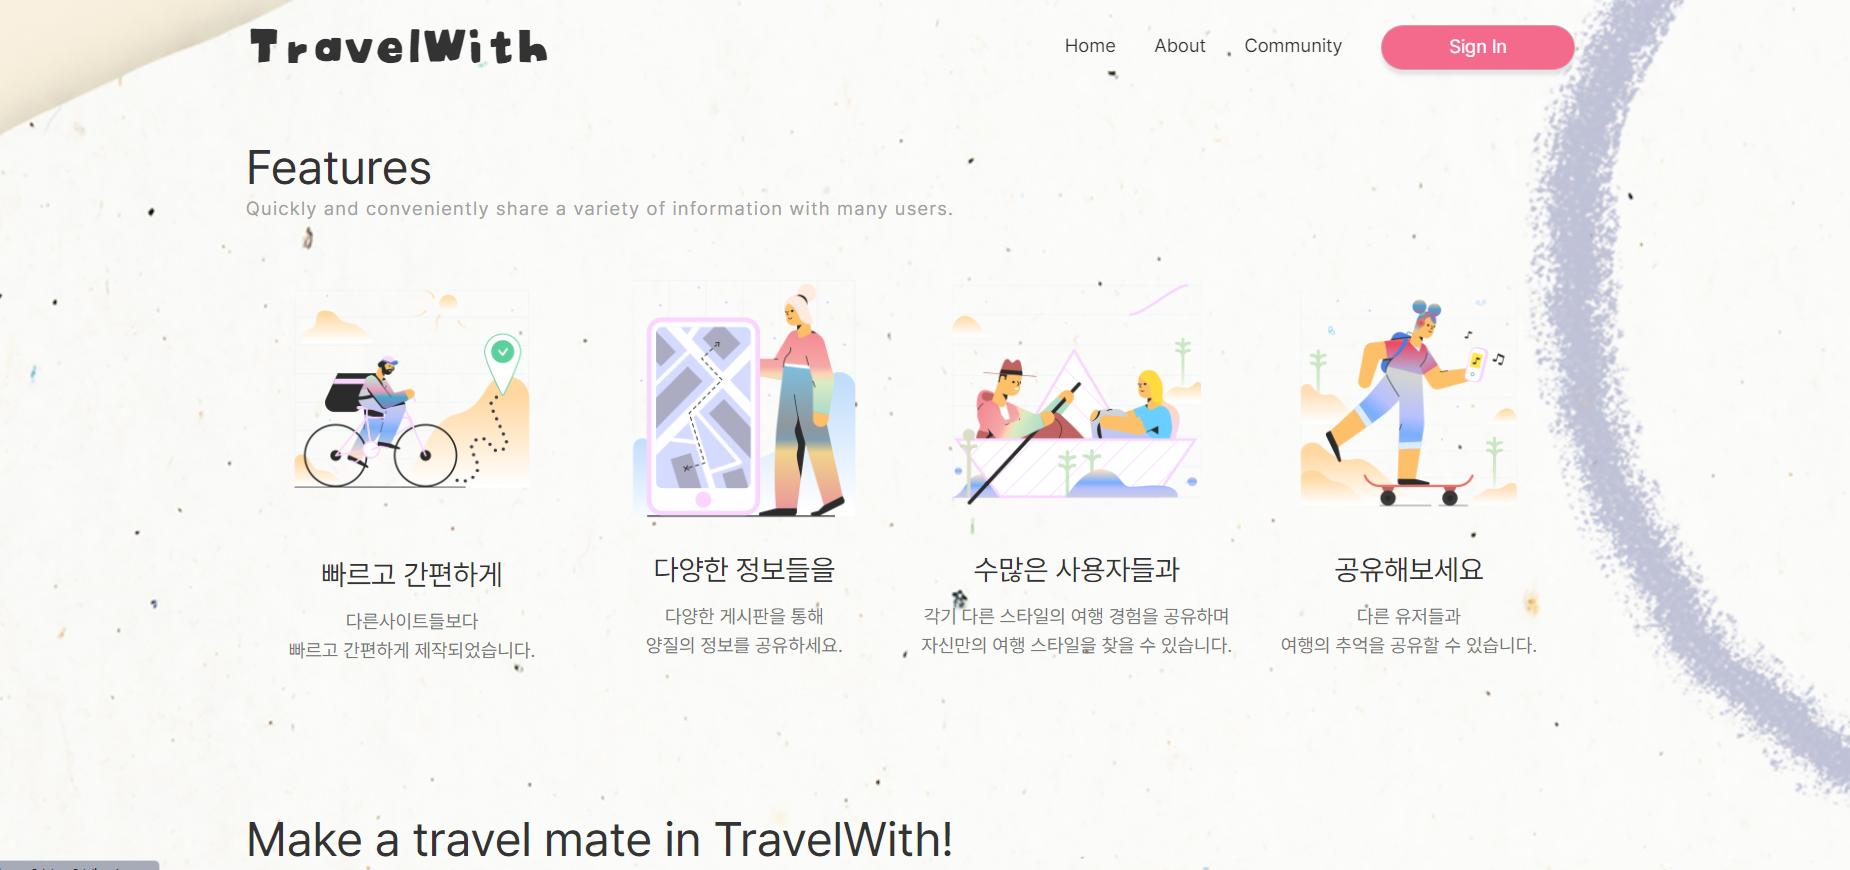 TravelWith
Home About Community Sign In
Features
Quickly and conveniently share a variety of information with many users.
빠르고 간편하게
다른사이트들보다
빠르고 간편하게 제작되었습니다.
다양한 정보들을
다양한 게시판을 통해
양질의 정보를 공유하세요.
수많은 사용자들과
각기 다른 스타일의 여행 경험을 공유하며
자신만의 여행 스타일을 찾을 수 있습니다.
공유해보세요
다른 유저들과
여행의 추억을 공유할 수 있습니다.
Make a travel mate in TravelWith!